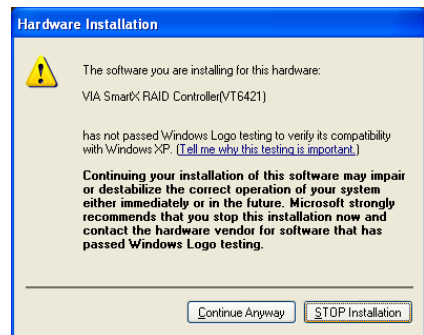 Hardware Installation
The software you are installing for this hardware:
VIA SmartX RAID Controller(VT6421)
has not passed Windows Logo testing to verify its compatibility
with Windows XP. (Tell me why this testing is important.)
Continuing your installation of this software may impair
or destabilize the correct operation of your system
either immediately or in the future. Microsoft strongly
recommends that you stop this installation now and
contact the hardware vendor for software that has
passed Windows Logo testing.
Continue Anyway STOP Installation